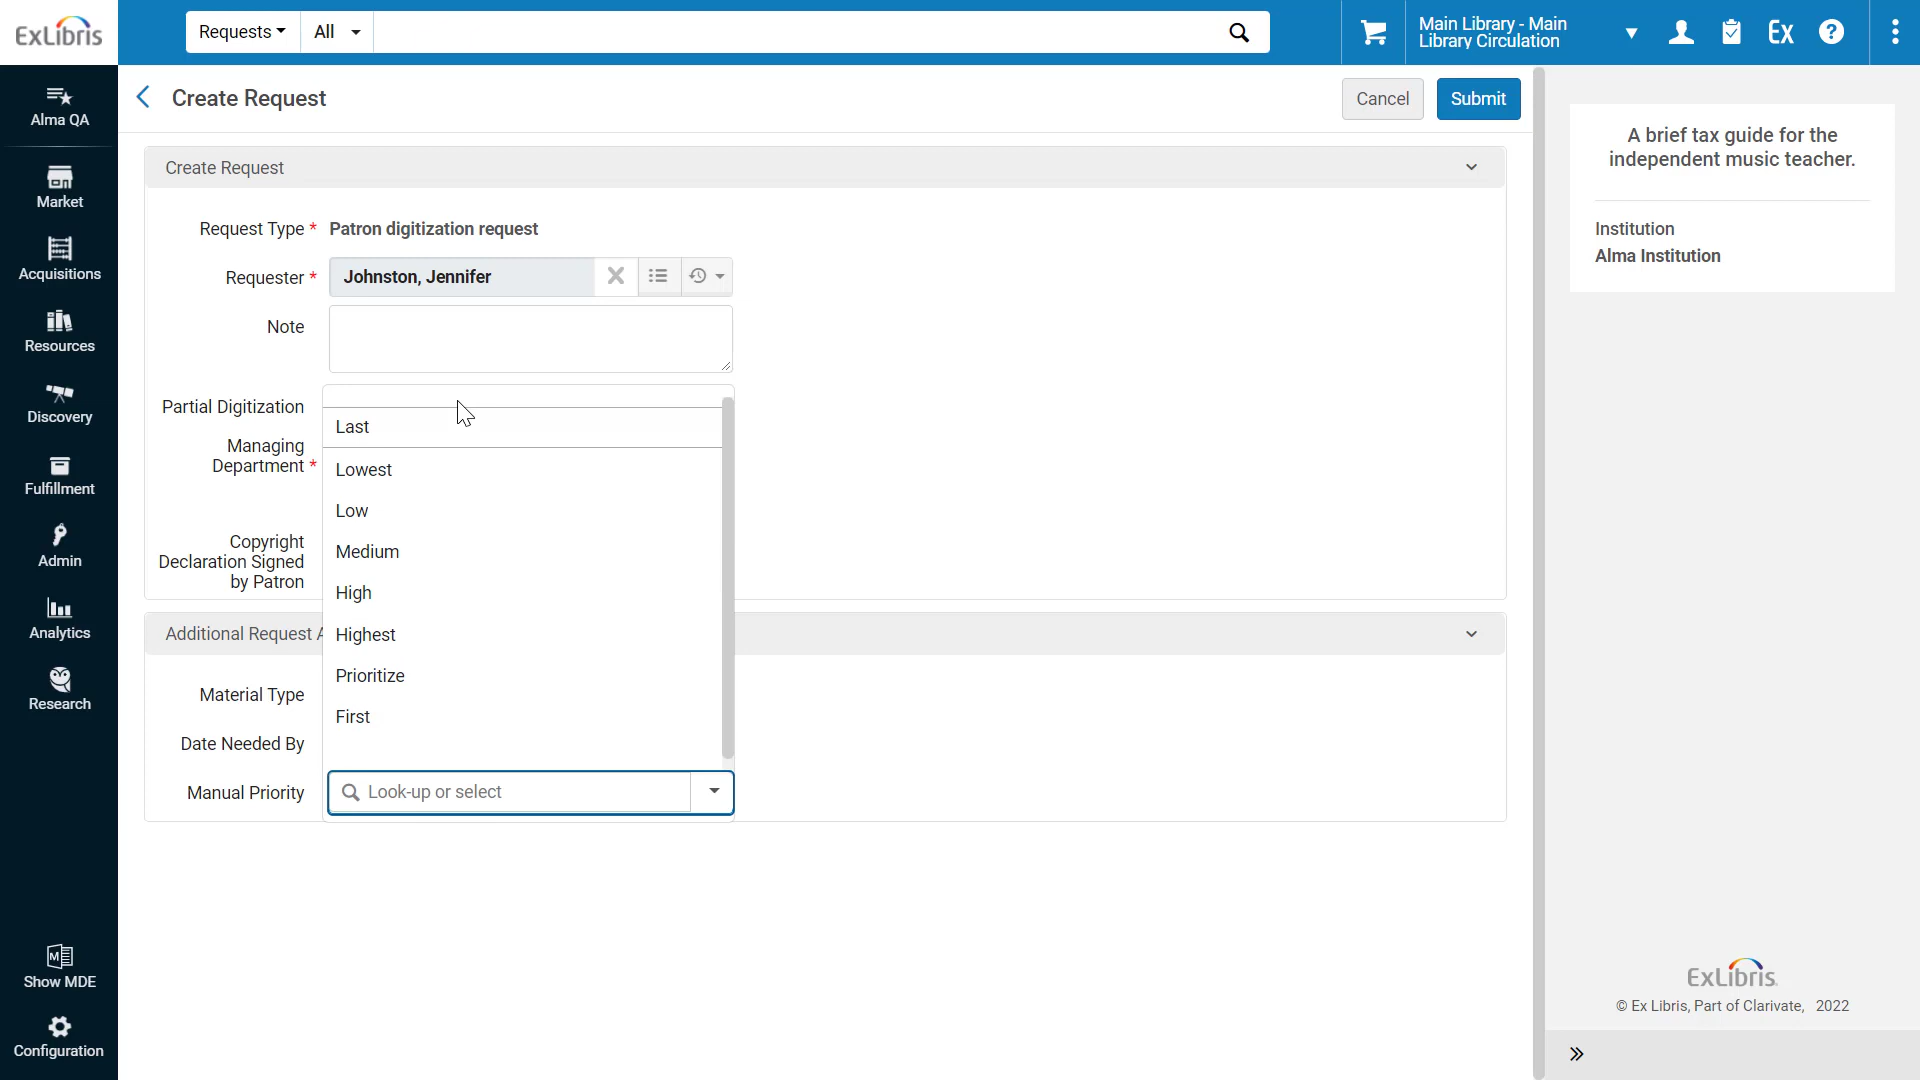 ExLibris
Requests
All
Main Library - Main
Library Circulation
Ex
?
Alma QA
Market
Acquisitions
Resources
Discovery
Fulfillment
Admin
Analytics
Research
Show MDE
Configuration
Create Request
Cancel
Submit
Create Request
Request Type * Patron digitization request
Requester * Johnston, Jennifer
Note
Partial Digitization
Managing
Department *
Copyright
Declaration Signed
by Patron
Last
Lowest
Low
Medium
High
Highest
Prioritize
First
Additional Request A
Material Type
Date Needed By
Manual Priority
Look-up or select
A brief tax guide for the
independent music teacher.
Institution
Alma Institution
ExLibris
© Ex Libris, Part of Clarivate, 2022